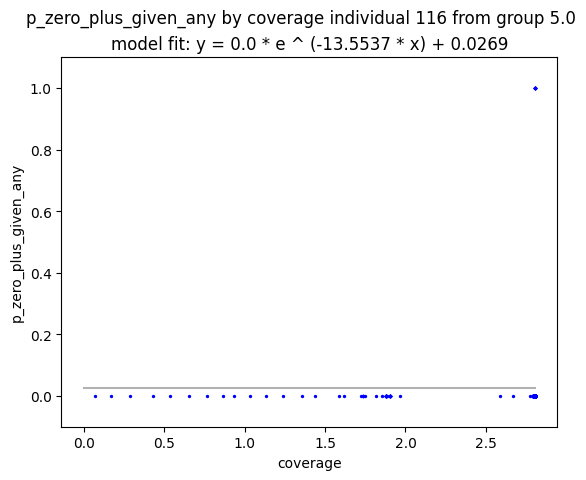 p_zero_plus_given_any by coverage individual 116 from group 5.0
model fit: y = 0.0 * e ^ (-13.5537 * x) + 0.0269
1.0
0.8
0.6
0.4
0.2
0.0
p_zero_plus_given_any
0.0 0.5 1.0 1.5 2.0 2.5
coverage